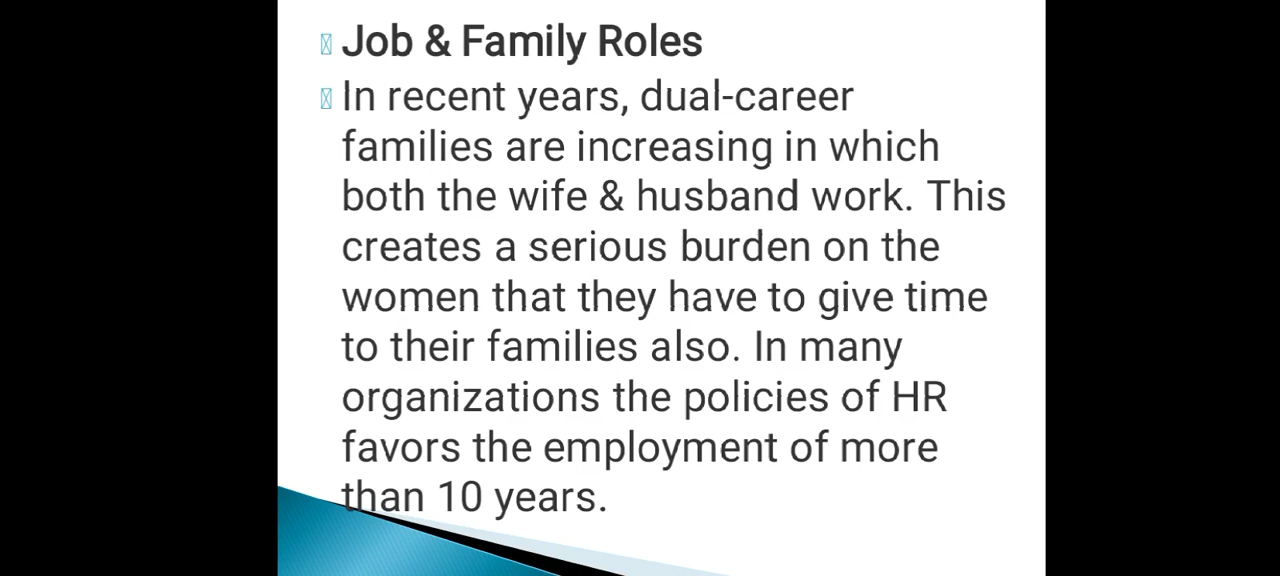 Job & Family Roles
In recent years, dual-career
families are increasing in which
both the wife & husband work. This
creates a serious burden on the
women that they have to give time
to their families also. In many
organizations the policies of HR
favors the employment of more
than 10 years.